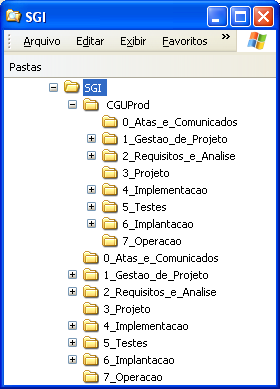 SGI
Arquivo Editar Exibir Favoritos »
Pastas
SGI
CGUProd
0_Atas_e_Comunicados
1_Gestao_de_Projeto
2_Requisitos_e_Analise
3_Projeto
4_Implementacao
5_Testes
6_Implantacao
7_Operacao
0_Atas_e_Comunicados
1_Gestao_de_Projeto
2_Requisitos_e_Analise
3_Projeto
4_Implementacao
5_Testes
6_Implantacao
7_Operacao